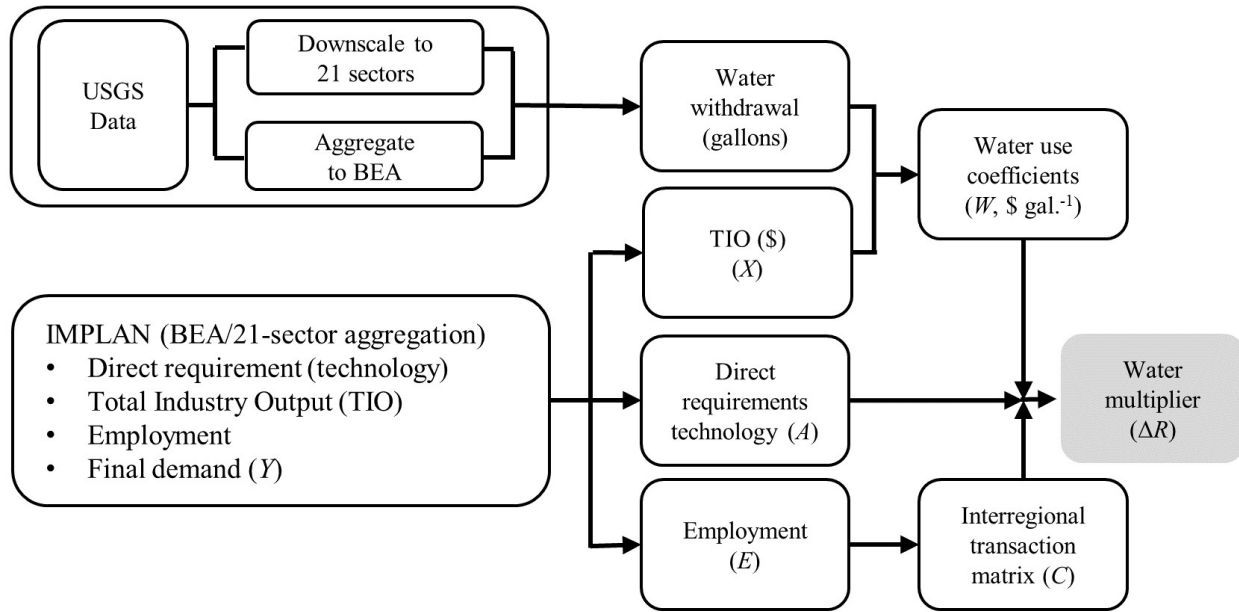 USGS
Data
Downscale to
21 sectors
Aggregate
to BEA
Water
withdrawal
(gallons)
Water use
coefficients
(W, $ gal.⁻¹)
TIO ($)
(X)
IMPLAN (BEA/21-sector aggregation)
• Direct requirement (technology)
• Total Industry Output (TIO)
• Employment
• Final demand (Y)
Direct
requirements
technology (A)
Water
multiplier
(ΔR)
Employment
(E)
Interregional
transaction
matrix (C)